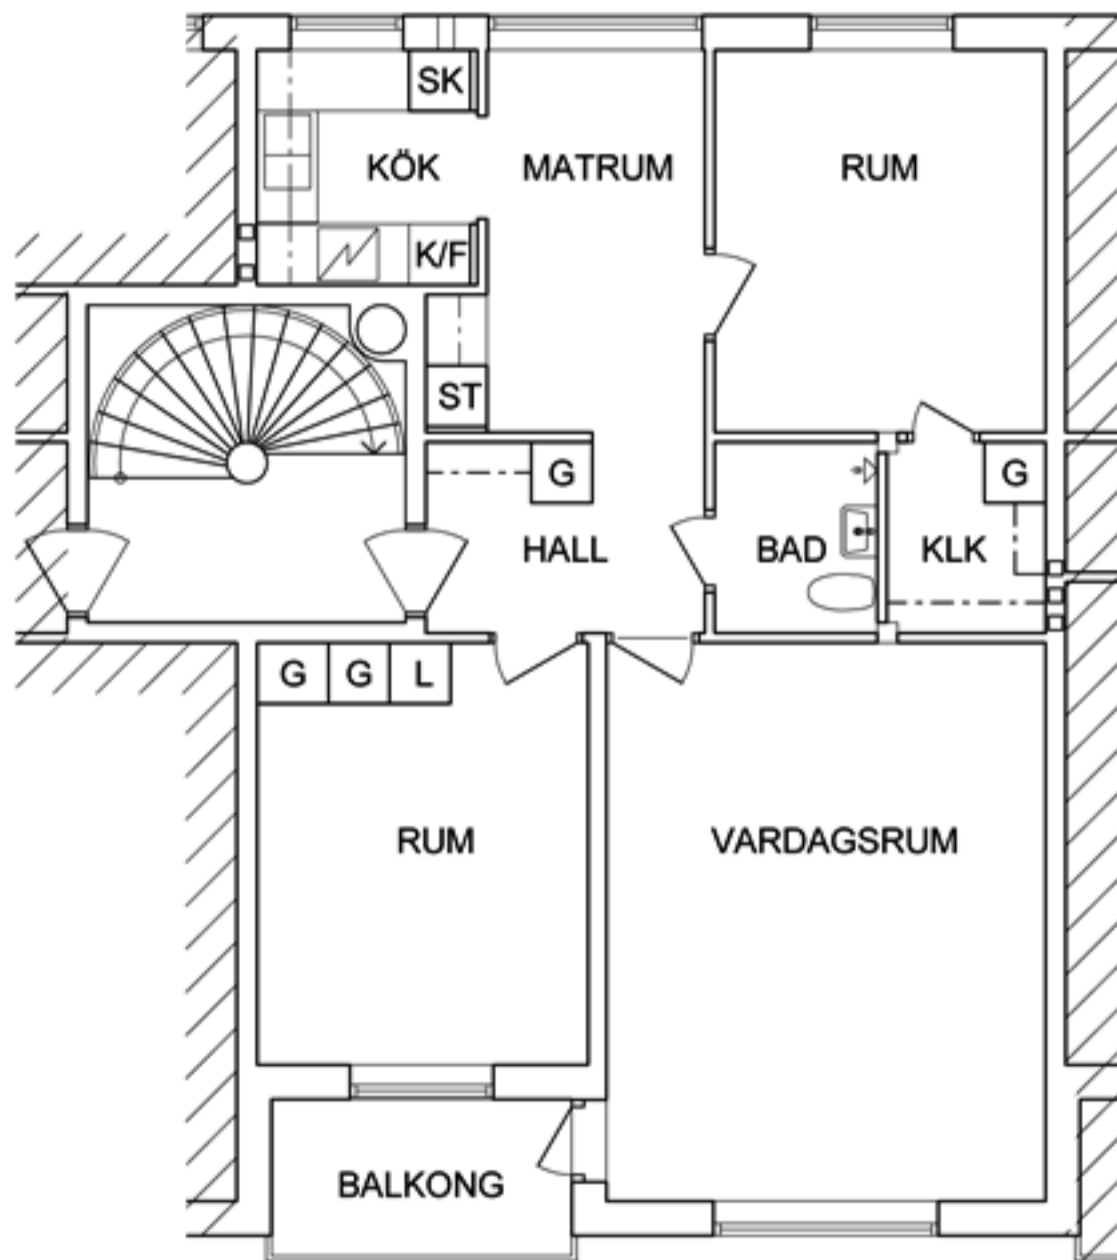 SK
KÖK
MATRUM
RUM
K/F
ST
G
G
HALL
BAD
KLK
G
G
L
RUM
VARDAGSRUM
BALKONG